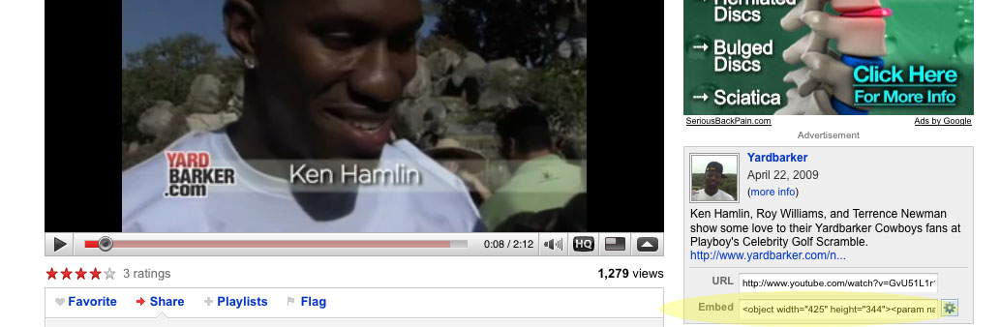 YARD
BARKER
.com
Ken Hamlin
0:08 / 2:12
HQ
3 ratings
1,279 views
Favorite
Share
Playlists
Flag
Herniated
Discs
Bulged
Discs
Sciatica
Click Here
For More Info
SeriousBackPain.com
Ads by Google
Advertisement
Yardbarker
April 22, 2009
(more info)
Ken Hamlin, Roy Williams, and Terrence Newman
show some love to their Yardbarker Cowboys fans at
Playboy's Celebrity Golf Scramble.
http://www.yardbarker.com/n...
URL http://www.youtube.com/watch?v=GvU51L1r
Embed <object width="425" height="344"><param na